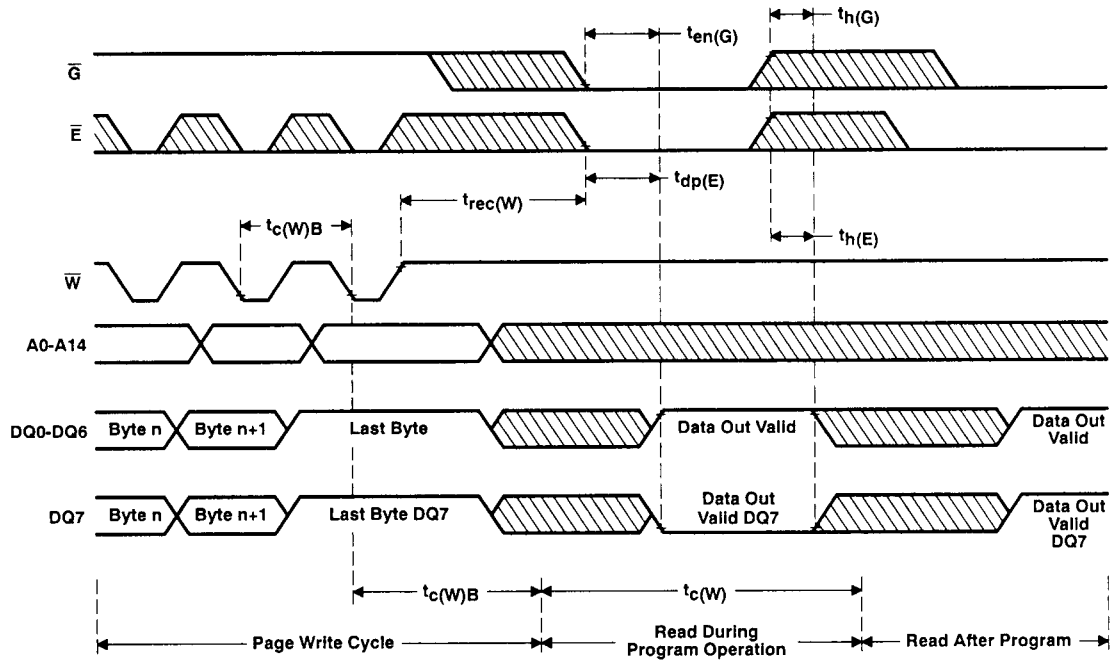 t_en(G)
t_h(G)
G̅
E̅
t_dp(E)
t_rec(W)
t_c(W)B
t_h(E)
W̅
A0-A14
DQ0-DQ6
Byte n
Byte n+1
Last Byte
Data Out Valid
Data Out
Valid
DQ7
Byte n
Byte n+1
Last Byte DQ7
Data Out
Valid DQ7
Data Out
Valid
DQ7
t_c(W)B
t_c(W)
Page Write Cycle
Read During
Program Operation
Read After Program